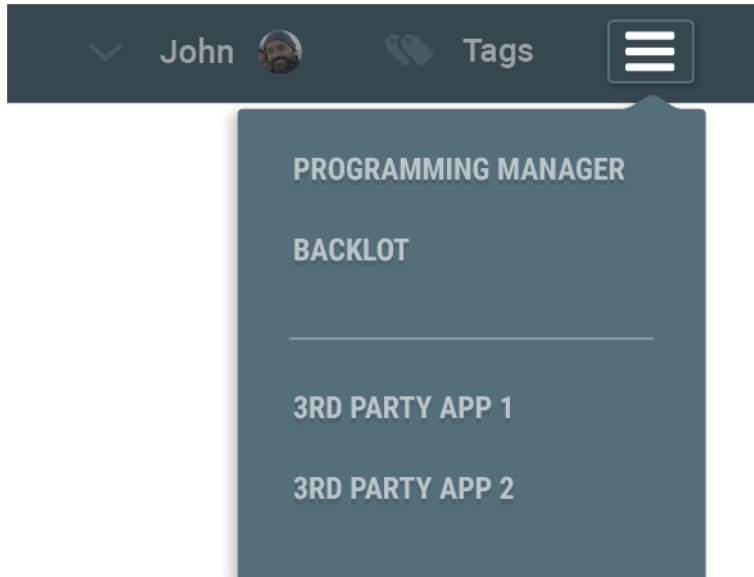 John
Tags
PROGRAMMING MANAGER
BACKLOT
3RD PARTY APP 1
3RD PARTY APP 2